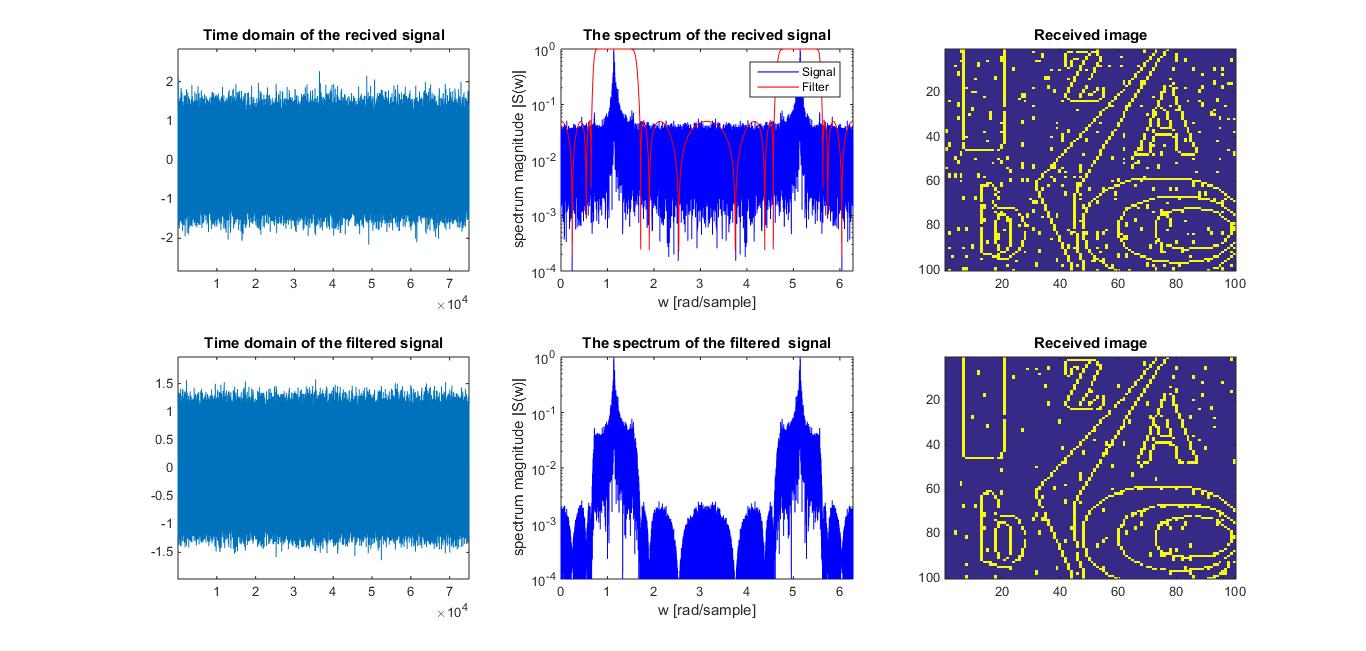 Time domain of the recived signal
2
1
0
-1
-2
1 2 3 4 5 6 7
×10^4
The spectrum of the recived signal
spectrum magnitude |S(w)|
10^0
10^-1
10^-2
10^-3
10^-4
Signal
Filter
0 1 2 3 4 5 6
w [rad/sample]
Received image
20
40
60
80
100
20 40 60 80 100
z
A
b
Time domain of the filtered signal
1.5
1
0.5
0
-0.5
-1
-1.5
1 2 3 4 5 6 7
×10^4
The spectrum of the filtered  signal
spectrum magnitude |S(w)|
10^0
10^-1
10^-2
10^-3
10^-4
0 1 2 3 4 5 6
w [rad/sample]
Received image
20
40
60
80
100
20 40 60 80 100
z
A
b